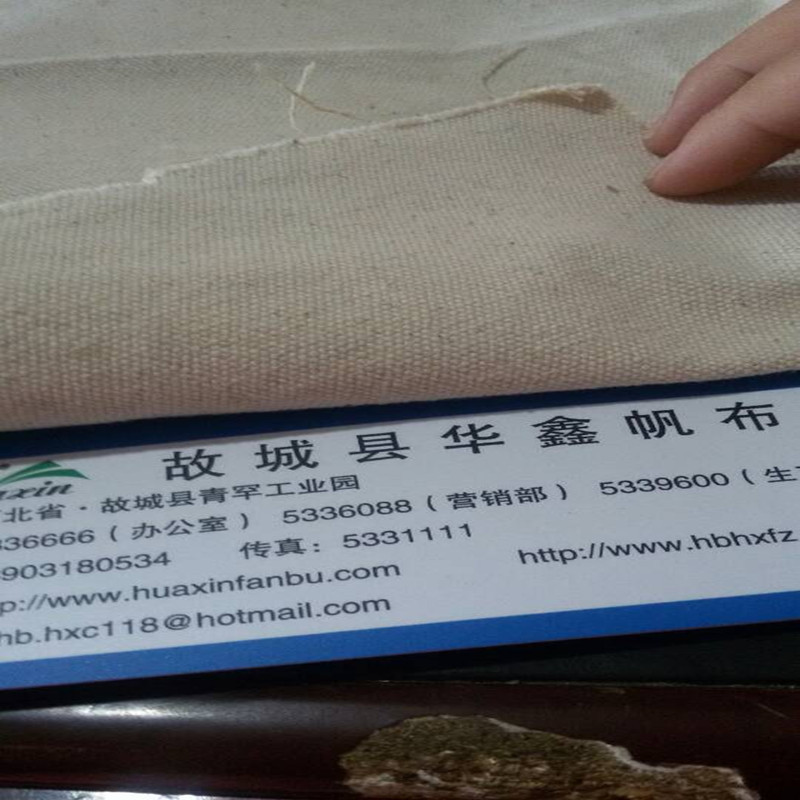 故城县华鑫帆布
xin
北省·故城县青罕工业园
36666（办公室） 5336088（营销部） 5339600（生
903180534 传真：5331111
p://www.huaxinfanbu.com http://www.hbhxfz
hb.hxc118@hotmail.com